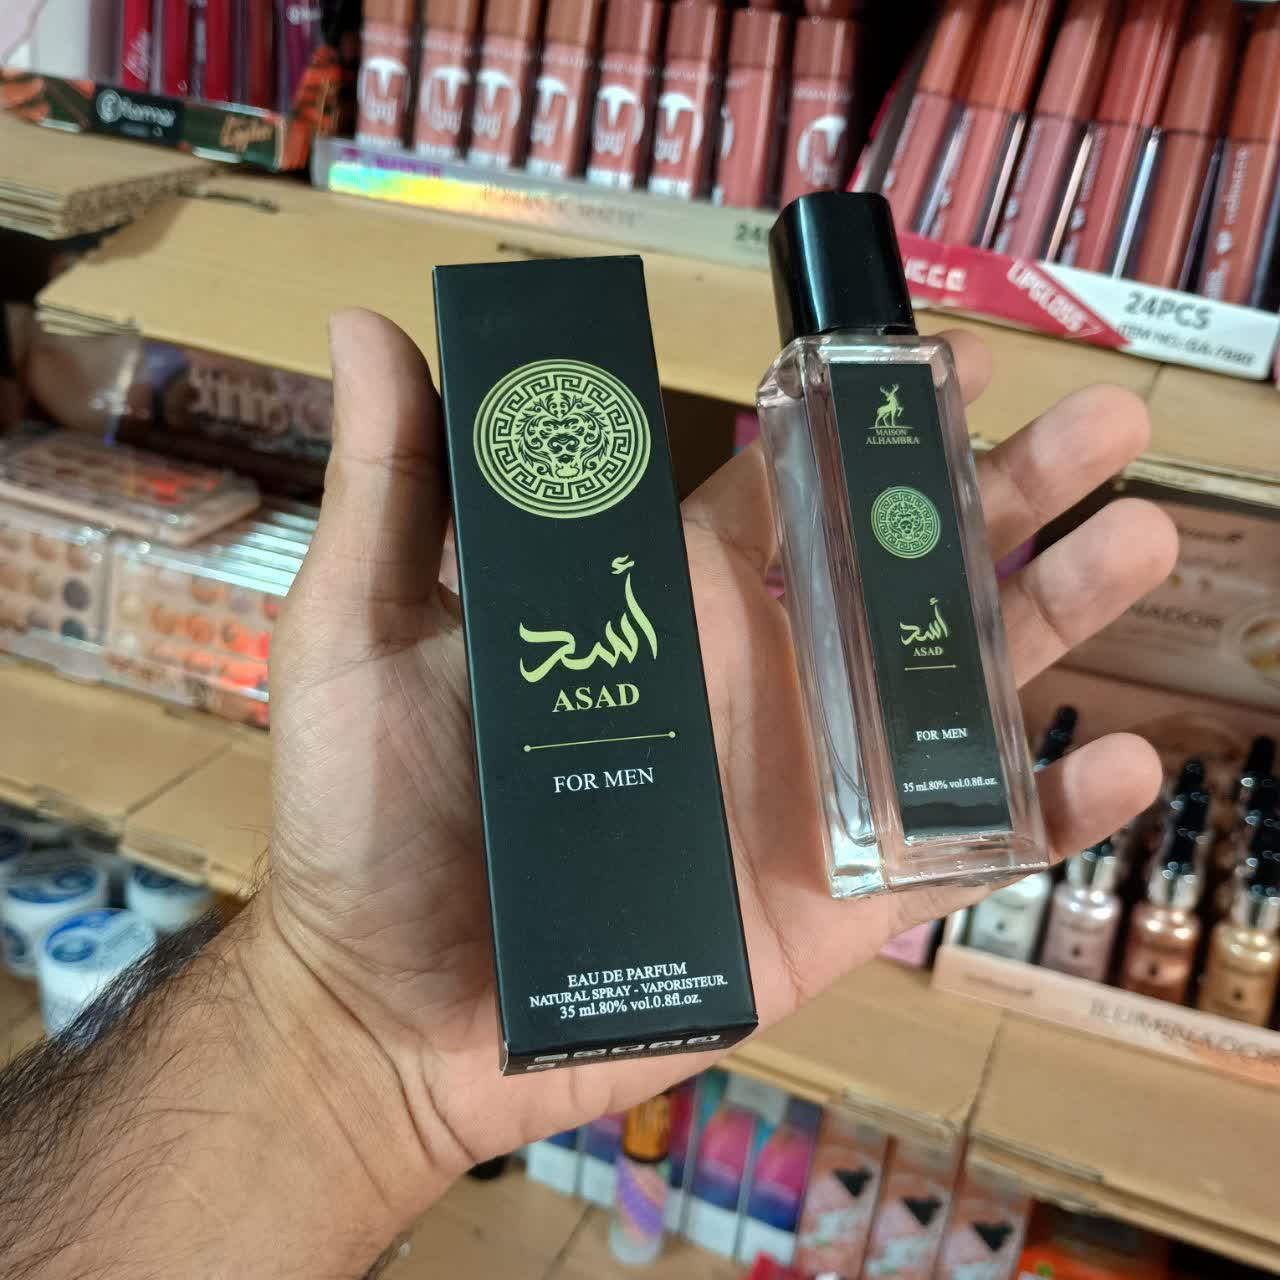 24PCS
LIPGLOSS
أسد
ASAD
FOR MEN
EAU DE PARFUM
NATURAL SPRAY - VAPORISTEUR
35 ml.80% vol.0.8fl.oz.
MAISON
ALHAMBRA
أسد
ASAD
FOR MEN
35 ml.80% vol.0.8fl.oz.